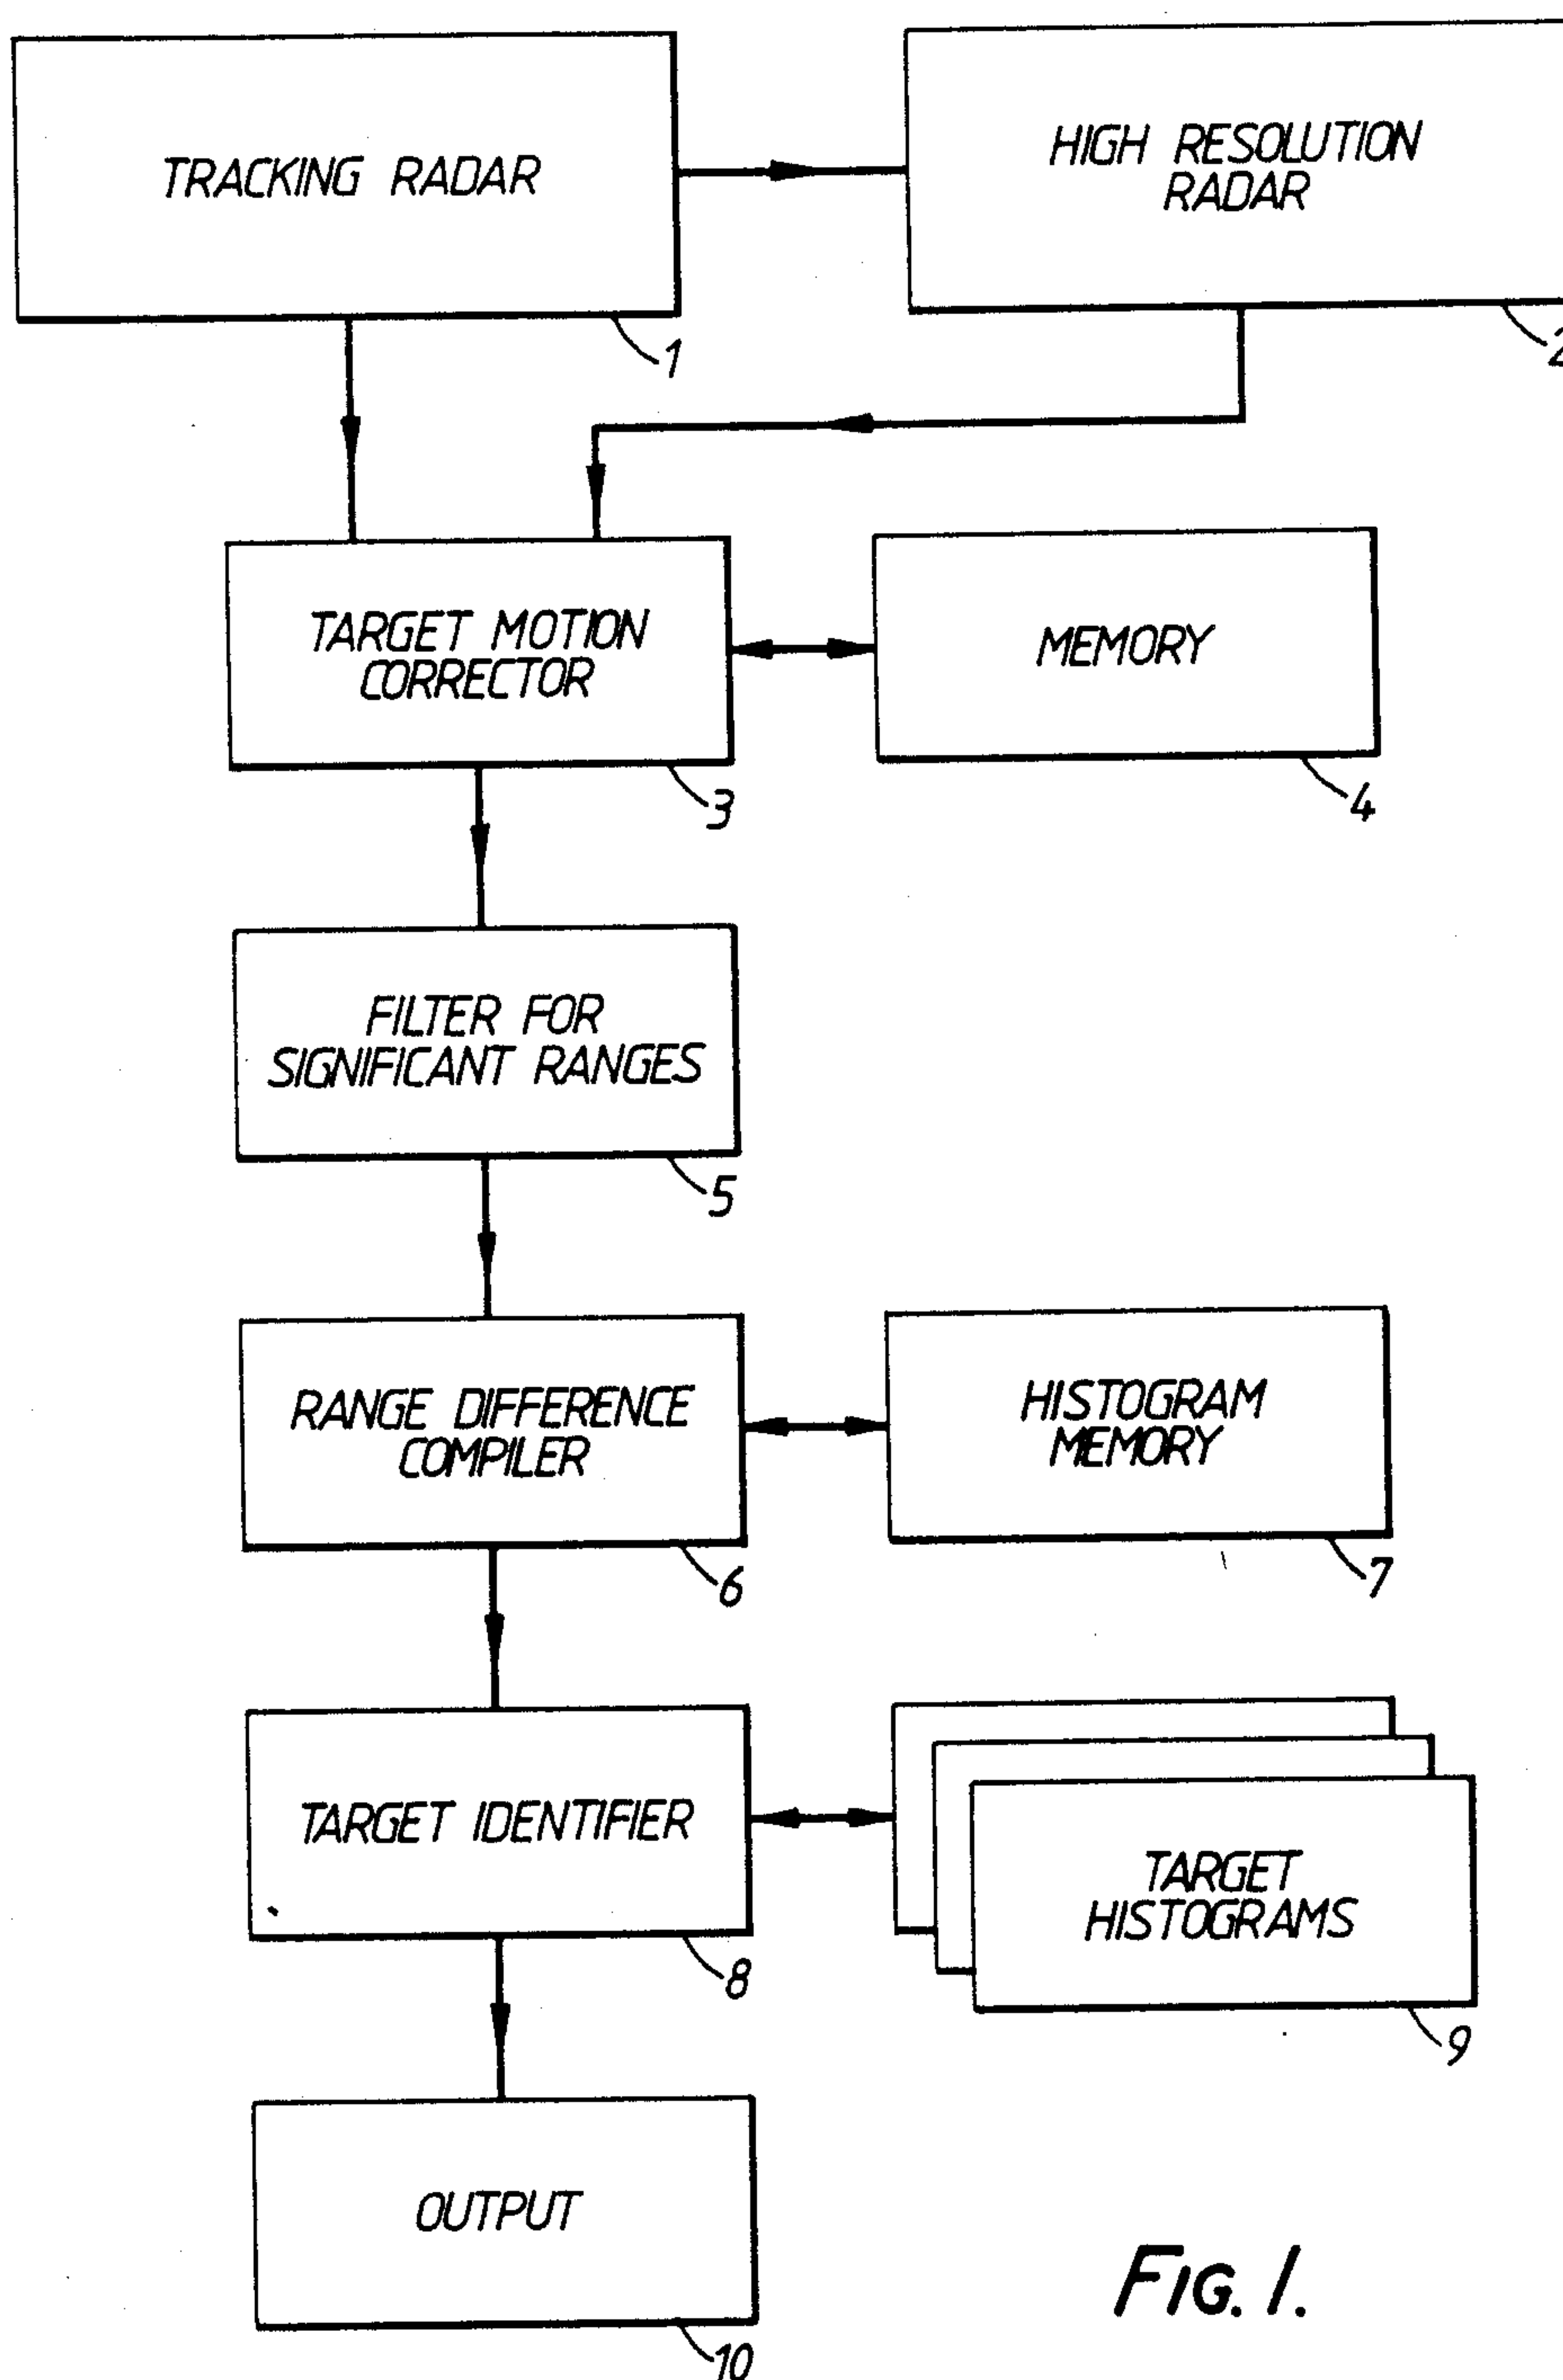 TRACKING RADAR
HIGH RESOLUTION
RADAR
1
2
TARGET MOTION
CORRECTOR
MEMORY
3
4
FILTER FOR
SIGNIFICANT RANGES
5
RANGE DIFFERENCE
COMPILER
HISTOGRAM
MEMORY
6
7
TARGET IDENTIFIER
TARGET
HISTOGRAMS
8
9
OUTPUT
10
FIG. 1.